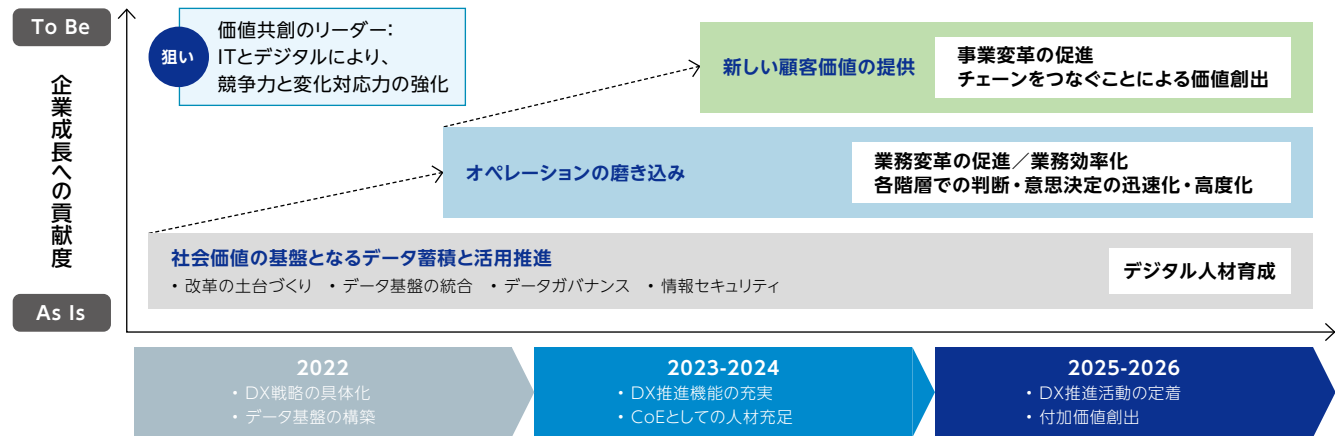 To Be
企業成長への貢献度
As Is
狙い
価値共創のリーダー：
ITとデジタルにより、
競争力と変化対応力の強化
新しい顧客価値の提供
事業変革の促進
チェーンをつなぐことによる価値創出
オペレーションの磨き込み
業務変革の促進／業務効率化
各階層での判断・意思決定の迅速化・高度化
社会価値の基盤となるデータ蓄積と活用推進
・改革の土台づくり ・データ基盤の統合 ・データガバナンス ・情報セキュリティ
デジタル人材育成
2022
・DX戦略の具体化
・データ基盤の構築
2023-2024
・DX推進機能の充実
・CoEとしての人材充足
2025-2026
・DX推進活動の定着
・付加価値創出